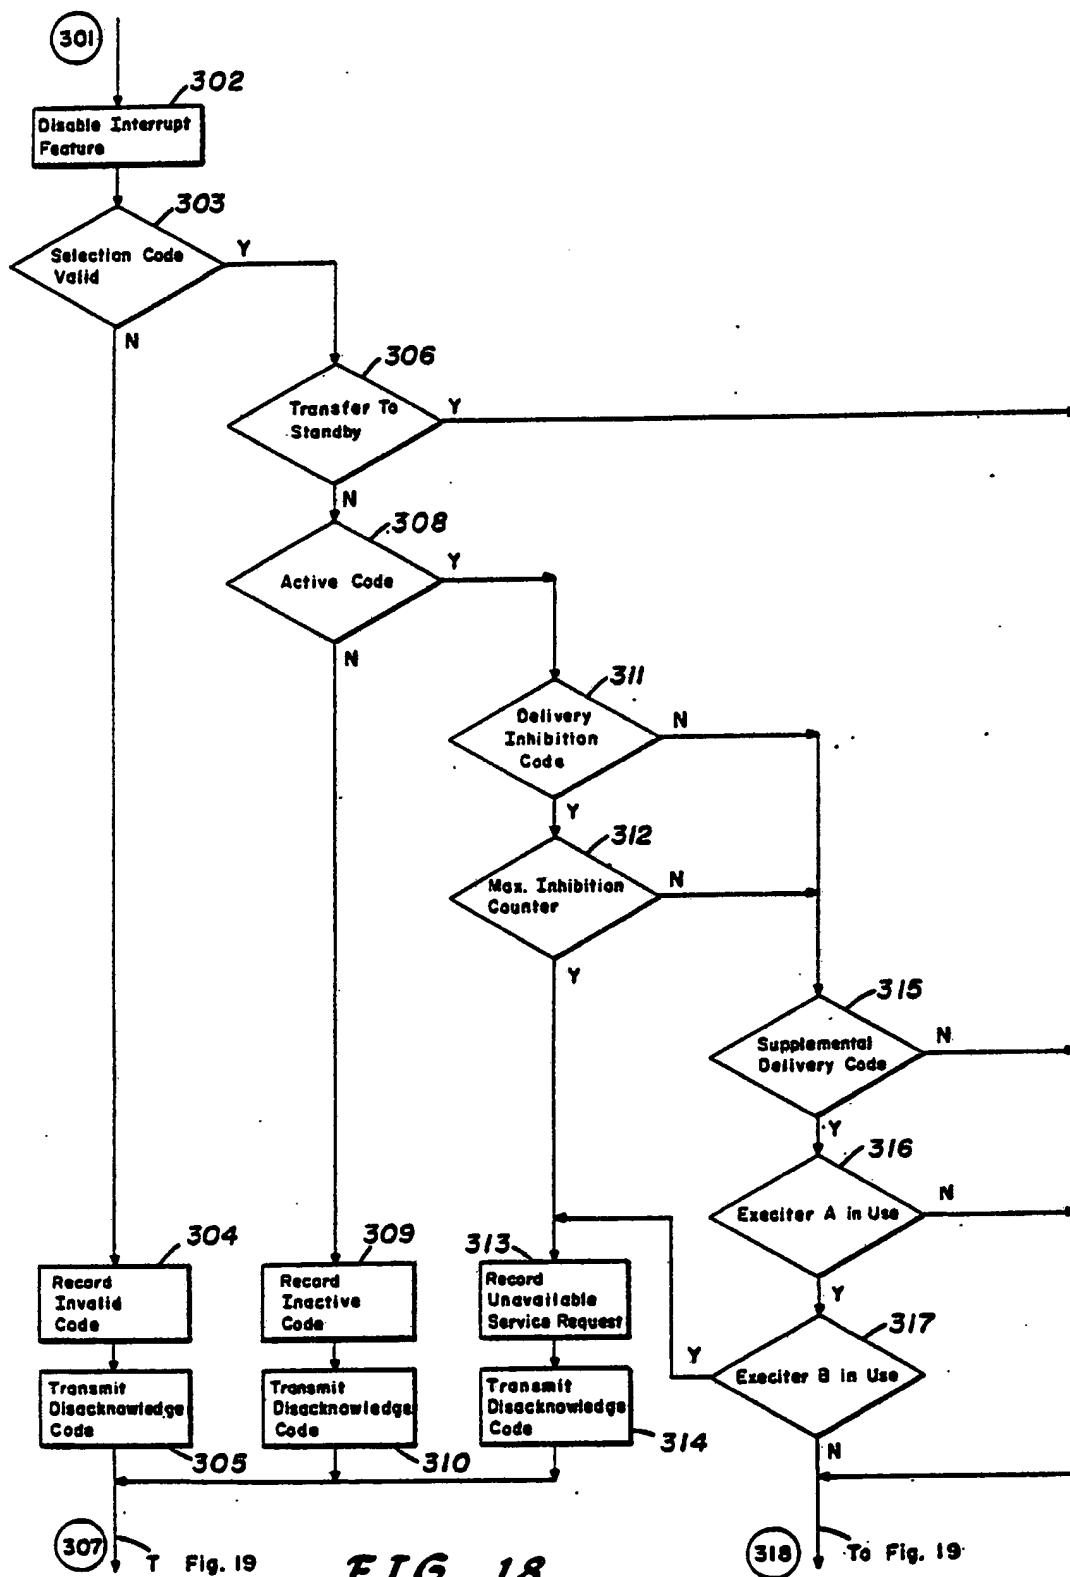 301
302
Disable Interrupt
Feature
303
Selection Code
Valid
Y
N
306
Transfer To
Standby
Y
N
308
Active Code
Y
N
311
Delivery
Inhibition
Code
N
Y
312
Max. Inhibition
Counter
N
Y
315
Supplemental
Delivery Code
N
Y
316
Execiter A in Use
N
Y
317
Execiter B in Use
Y
N
304
Record
Invalid
Code
309
Record
Inactive
Code
313
Record
Unavailable
Service Request
Transmit
Disacknowledge
Code
305
Transmit
Disacknowledge
Code
310
Transmit
Disacknowledge
Code
314
307
T Fig. 19
FIG 18
318
To Fig. 19